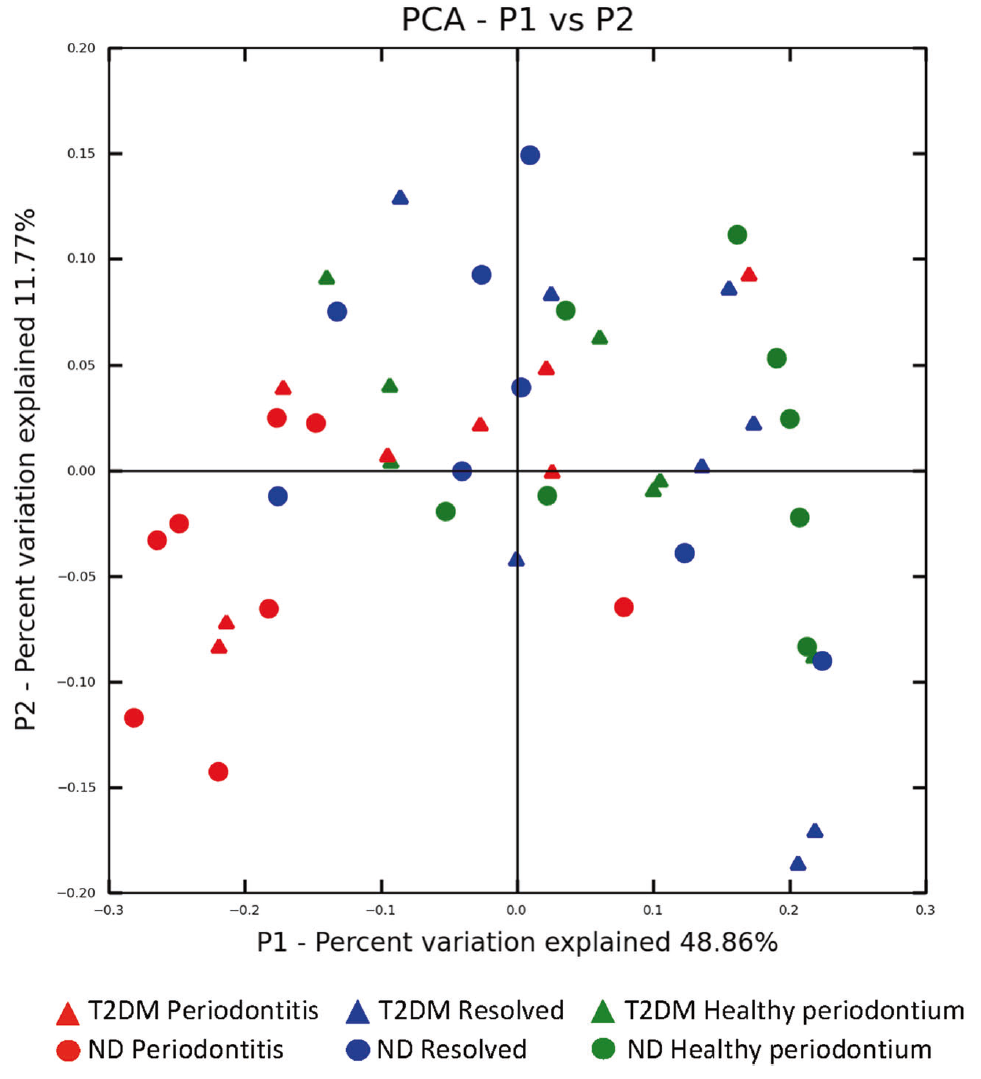 PCA - P1 vs P2
0.20
0.15
0.10
0.05
0.00
−0.05
−0.10
−0.15
−0.20
P2 - Percent variation explained 11.77%
−0.3 −0.2 −0.1 0.0 0.1 0.2 0.3
P1 - Percent variation explained 48.86%
T2DM Periodontitis T2DM Resolved T2DM Healthy periodontium
ND Periodontitis ND Resolved ND Healthy periodontium